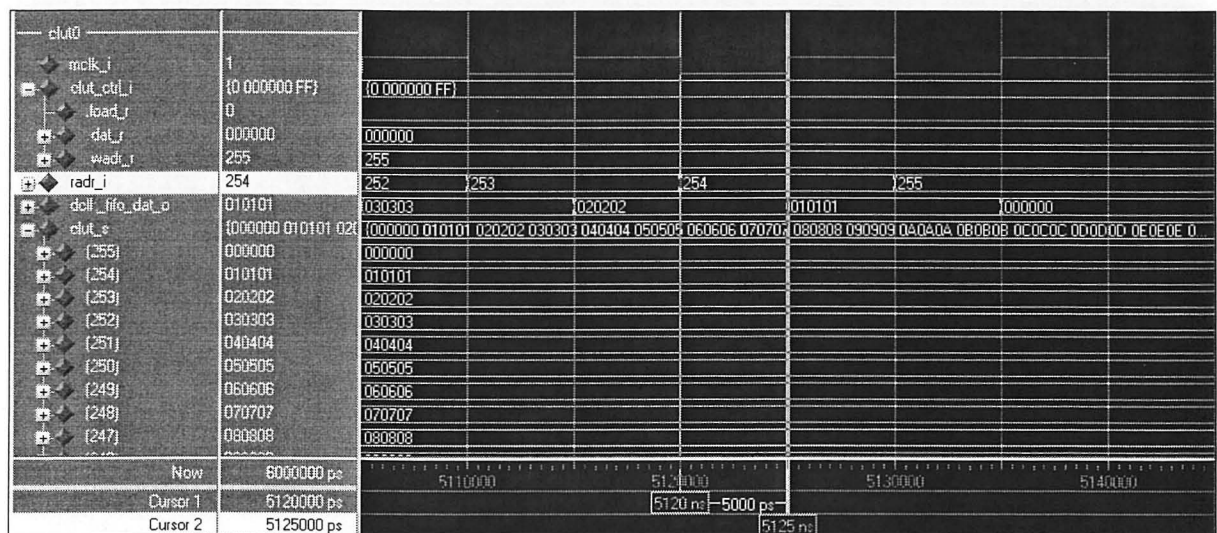 clut0
mclk_i 1
clut_ctrl_i {0 000000 FF} {0 000000 FF}
.load_r 0
dat_r 000000 000000
wadr_r 255 255
radr_i 254 252 253 254 255
_fifo_dat_o 010101 030303 020202 010101 000000
clut_s {000000 010101 020 {000000 010101 020202 030303 040404 050505 060606 070707 080808 090909 0A0A0A 0B0B0B 0C0C0C 0D0D0D 0E0E0E 0...
(255) 000000 000000
(254) 010101 010101
(253) 020202 020202
(252) 030303 030303
(251) 040404 040404
(250) 050505 050505
(249) 060606 060606
(248) 070707 070707
(247) 080808 080808
Now 6000000 ps 5110000 5120000 5130000 5140000
Cursor 1 5120000 ps 5120 ns 5000 ps
Cursor 2 5125000 ps 5125 ns